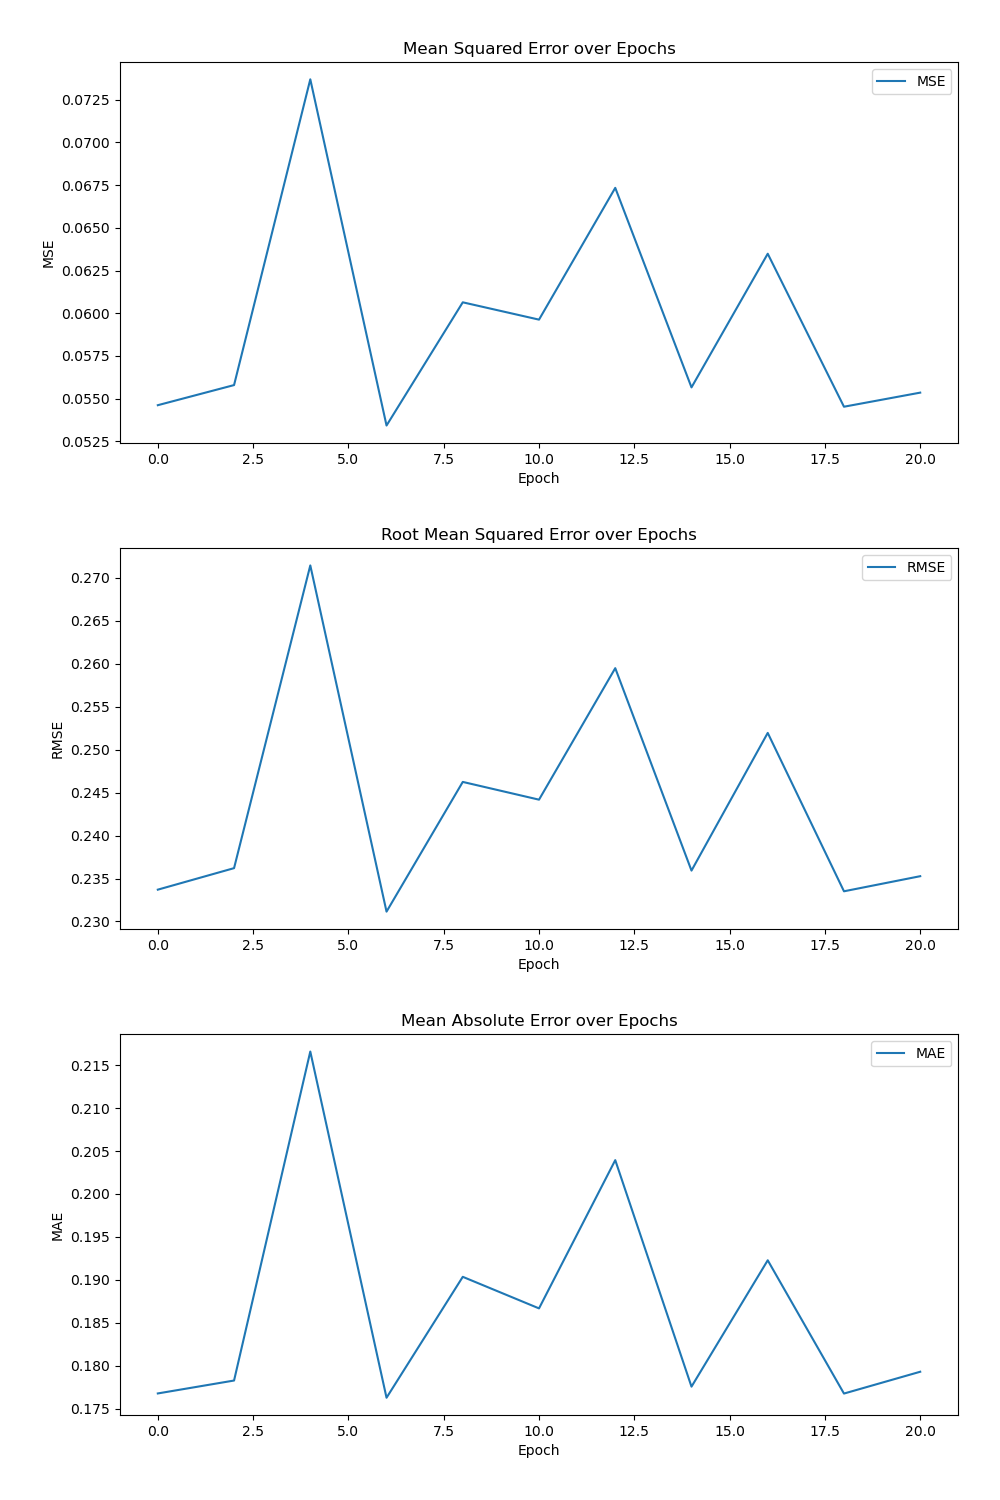 Mean Squared Error over Epochs
MSE
0.0725
0.0700
0.0675
0.0650
0.0625
0.0600
0.0575
0.0550
0.0525
MSE
0.0 2.5 5.0 7.5 10.0 12.5 15.0 17.5 20.0
Epoch
Root Mean Squared Error over Epochs
RMSE
0.270
0.265
0.260
0.255
0.250
0.245
0.240
0.235
0.230
RMSE
0.0 2.5 5.0 7.5 10.0 12.5 15.0 17.5 20.0
Epoch
Mean Absolute Error over Epochs
MAE
0.215
0.210
0.205
0.200
0.195
0.190
0.185
0.180
0.175
MAE
0.0 2.5 5.0 7.5 10.0 12.5 15.0 17.5 20.0
Epoch